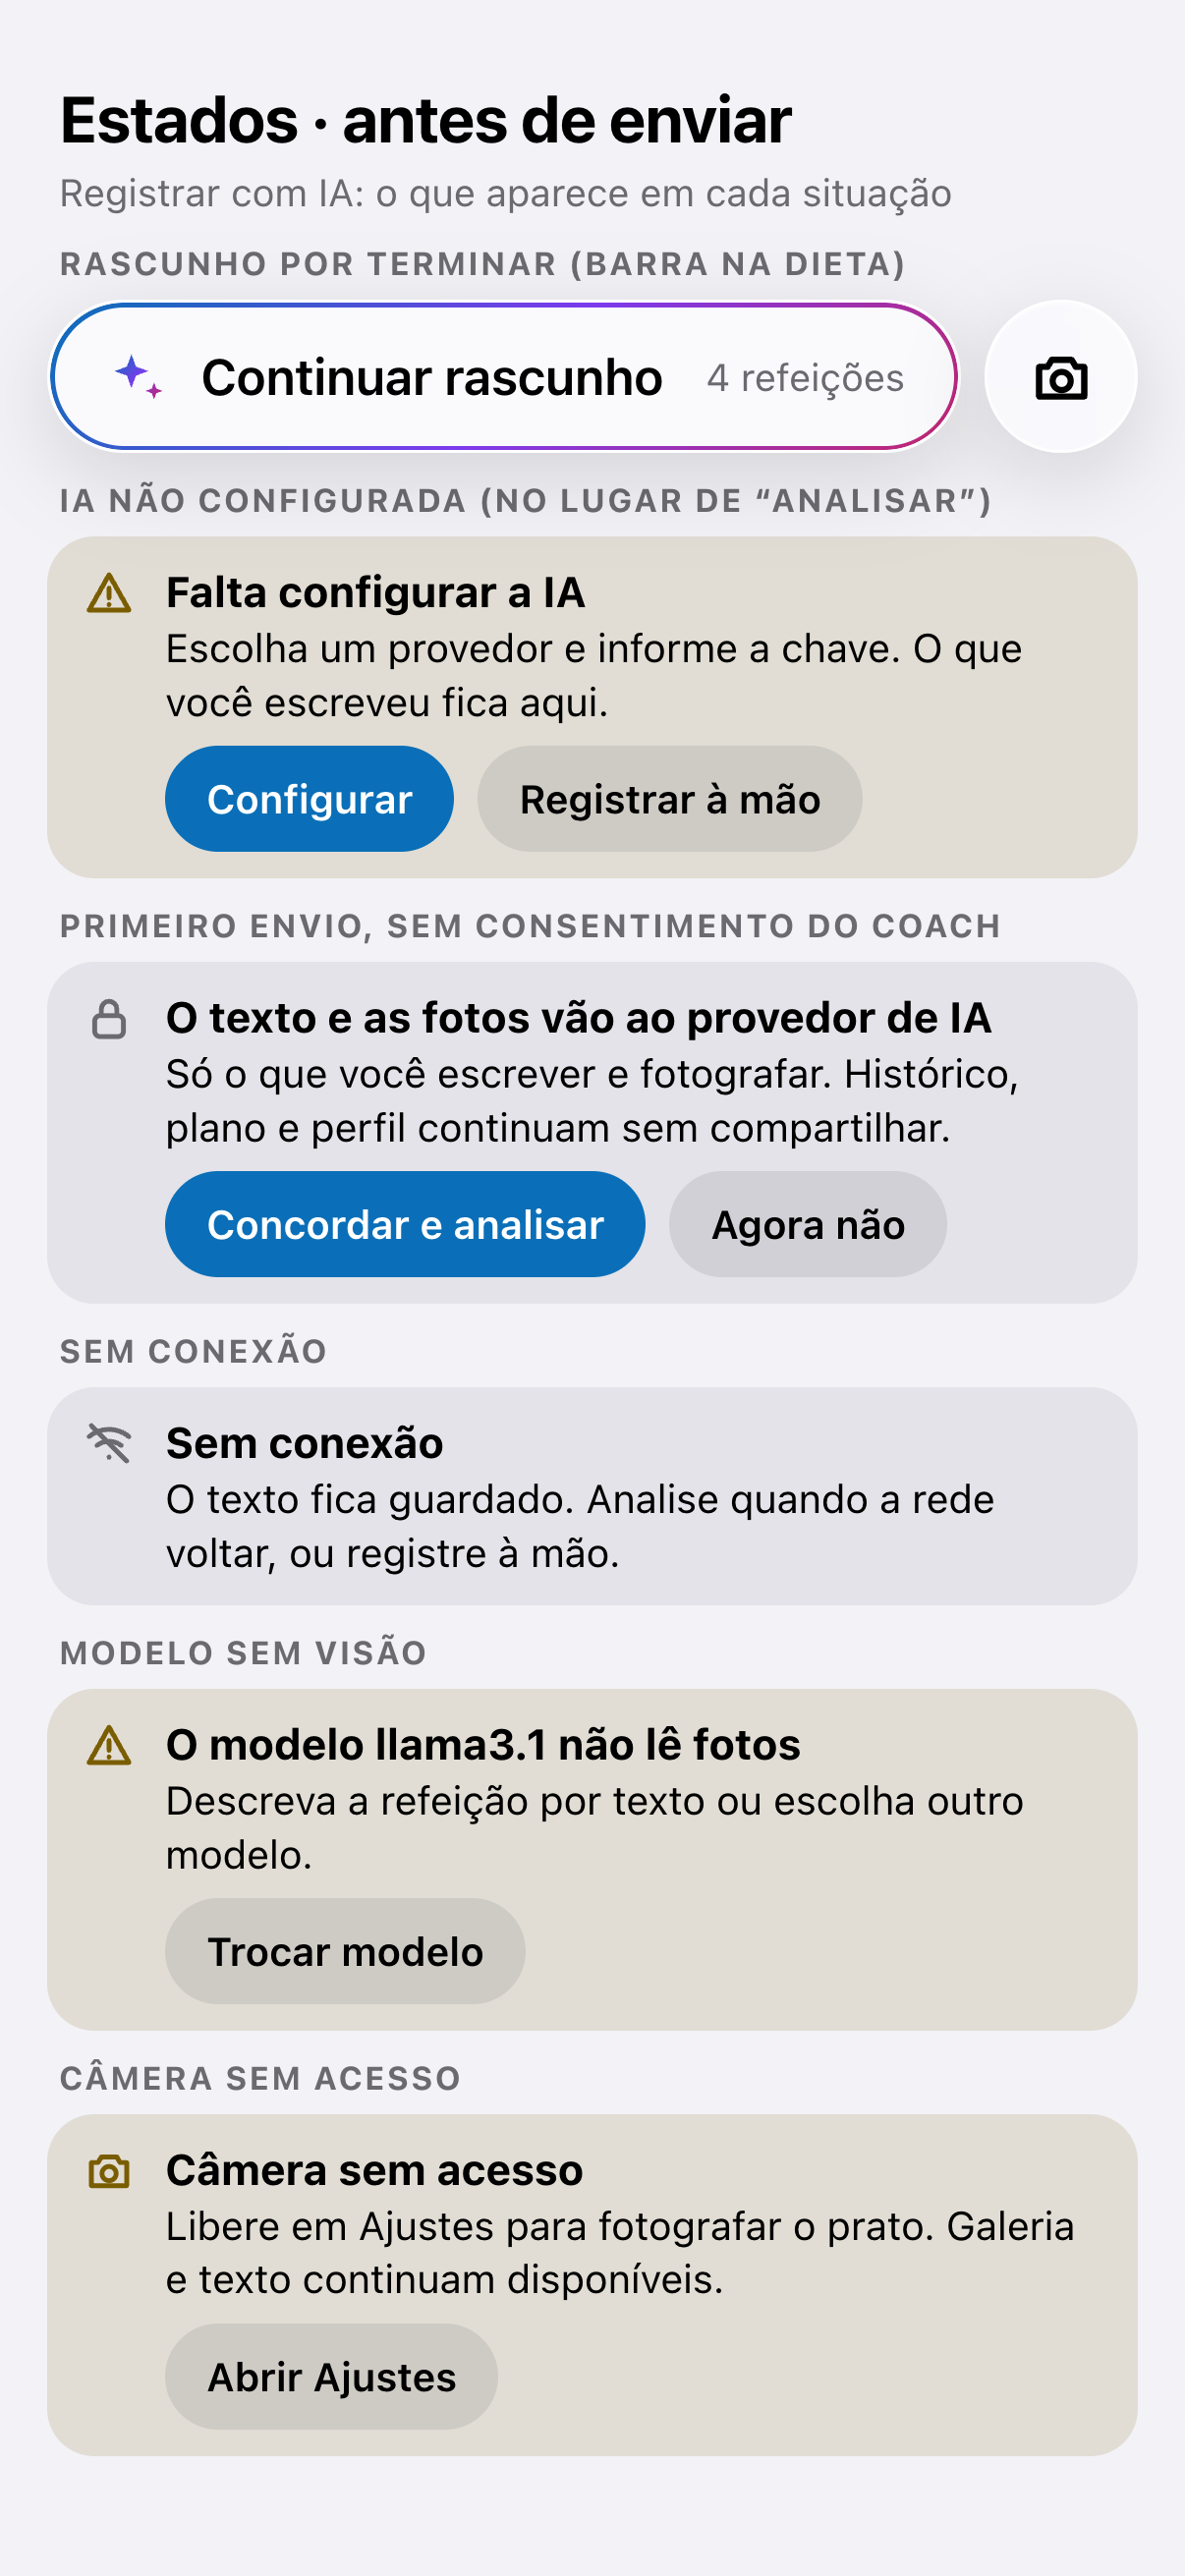 Estados · antes de enviar
Registrar com IA: o que aparece em cada situação
RASCUNHO POR TERMINAR (BARRA NA DIETA)
Continuar rascunho 4 refeições
IA NÃO CONFIGURADA (NO LUGAR DE “ANALISAR”)
Falta configurar a IA
Escolha um provedor e informe a chave. O que
você escreveu fica aqui.
Configurar Registrar à mão
PRIMEIRO ENVIO, SEM CONSENTIMENTO DO COACH
O texto e as fotos vão ao provedor de IA
Só o que você escrever e fotografar. Histórico,
plano e perfil continuam sem compartilhar.
Concordar e analisar Agora não
SEM CONEXÃO
Sem conexão
O texto fica guardado. Analise quando a rede
voltar, ou registre à mão.
MODELO SEM VISÃO
O modelo llama3.1 não lê fotos
Descreva a refeição por texto ou escolha outro
modelo.
Trocar modelo
CÂMERA SEM ACESSO
Câmera sem acesso
Libere em Ajustes para fotografar o prato. Galeria
e texto continuam disponíveis.
Abrir Ajustes